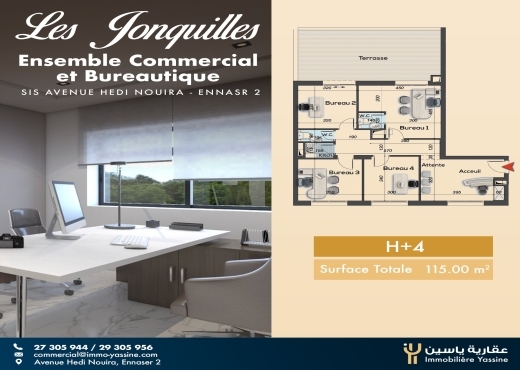 Les Jonquilles
Ensemble Commercial
et Bureautique
SIS AVENUE HEDI NOUIRA - ENNASR 2
Terrasse
Bureau 2
Bureau 1
W.C
W.C
Kitch
Bureau 3
Bureau 4
Attente
Acceuil
H+4
Surface Totale 115.00 m²
27 305 944 / 29 305 956
commercial@immo-yassine.com
Avenue Hedi Nouira, Ennaser 2
عقارية ياسين
Immobilière Yassine